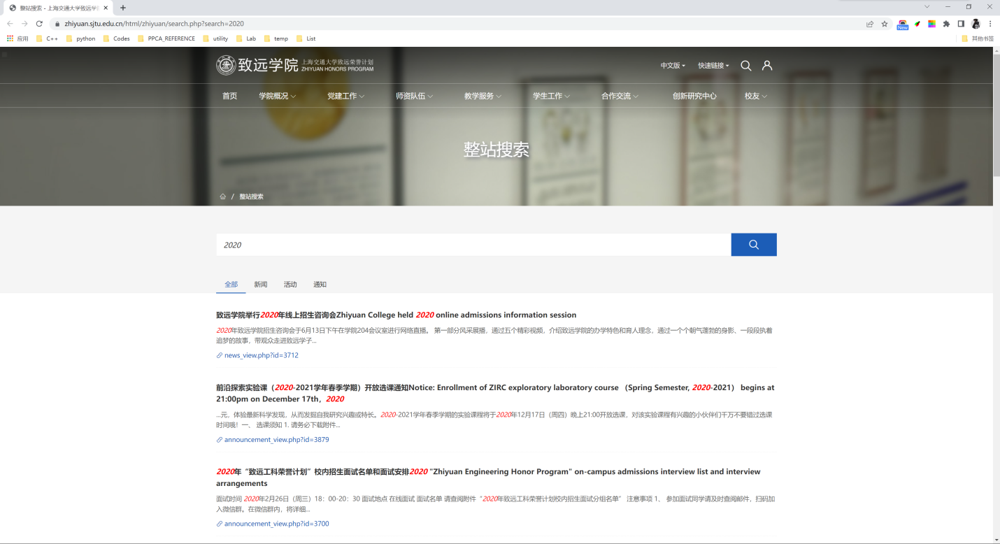 整站搜索 - 上海交通大学致远学
zhiyuan.sjtu.edu.cn/html/zhiyuan/search.php?search=2020
New
应用 C++ python Codes PPCA_REFERENCE utility Lab temp List 其他书签
致远学院 上海交通大学致远荣誉计划 ZHIYUAN HONORS PROGRAM 中文版 快速链接
首页 学院概况 党建工作 师资队伍 教学服务 学生工作 合作交流 创新研究中心 校友
整站搜索
/ 整站搜索
2020
全部 新闻 活动 通知
致远学院举行2020年线上招生咨询会Zhiyuan College held 2020 online admissions information session
2020年致远学院招生咨询会于6月13日下午在学院204会议室进行网络直播。 第一部分风采展播，通过五个精彩视频，介绍致远学院的办学特色和育人理念，通过一个个朝气蓬勃的身影、一段段执着
追梦的故事，带观众走进致远学子...
news_view.php?id=3712
前沿探索实验课（2020-2021学年春季学期）开放选课通知Notice: Enrollment of ZIRC exploratory laboratory course （Spring Semester, 2020-2021） begins at
21:00pm on December 17th，2020
...元，体验最新科学发现，从而发掘自我研究兴趣或特长。2020-2021学年春季学期的实验课程将于2020年12月17日（周四）晚上21:00开放选课，对该实验课程有兴趣的小伙伴们千万不要错过选课
时间哦！一、 选课须知 1. 请务必下载附件...
announcement_view.php?id=3879
2020年“致远工科荣誉计划”校内招生面试名单和面试安排2020 "Zhiyuan Engineering Honor Program" on-campus admissions interview list and interview
arrangements
面试时间 2020年2月26日（周三）18：00-20：30 面试地点 在线面试 面试名单 请查阅附件“2020年致远工科荣誉计划校内招生面试分组名单” 注意事项 1、 参加面试同学请及时查阅邮件，扫码加
入微信群。在微信群内，将详细...
announcement_view.php?id=3700